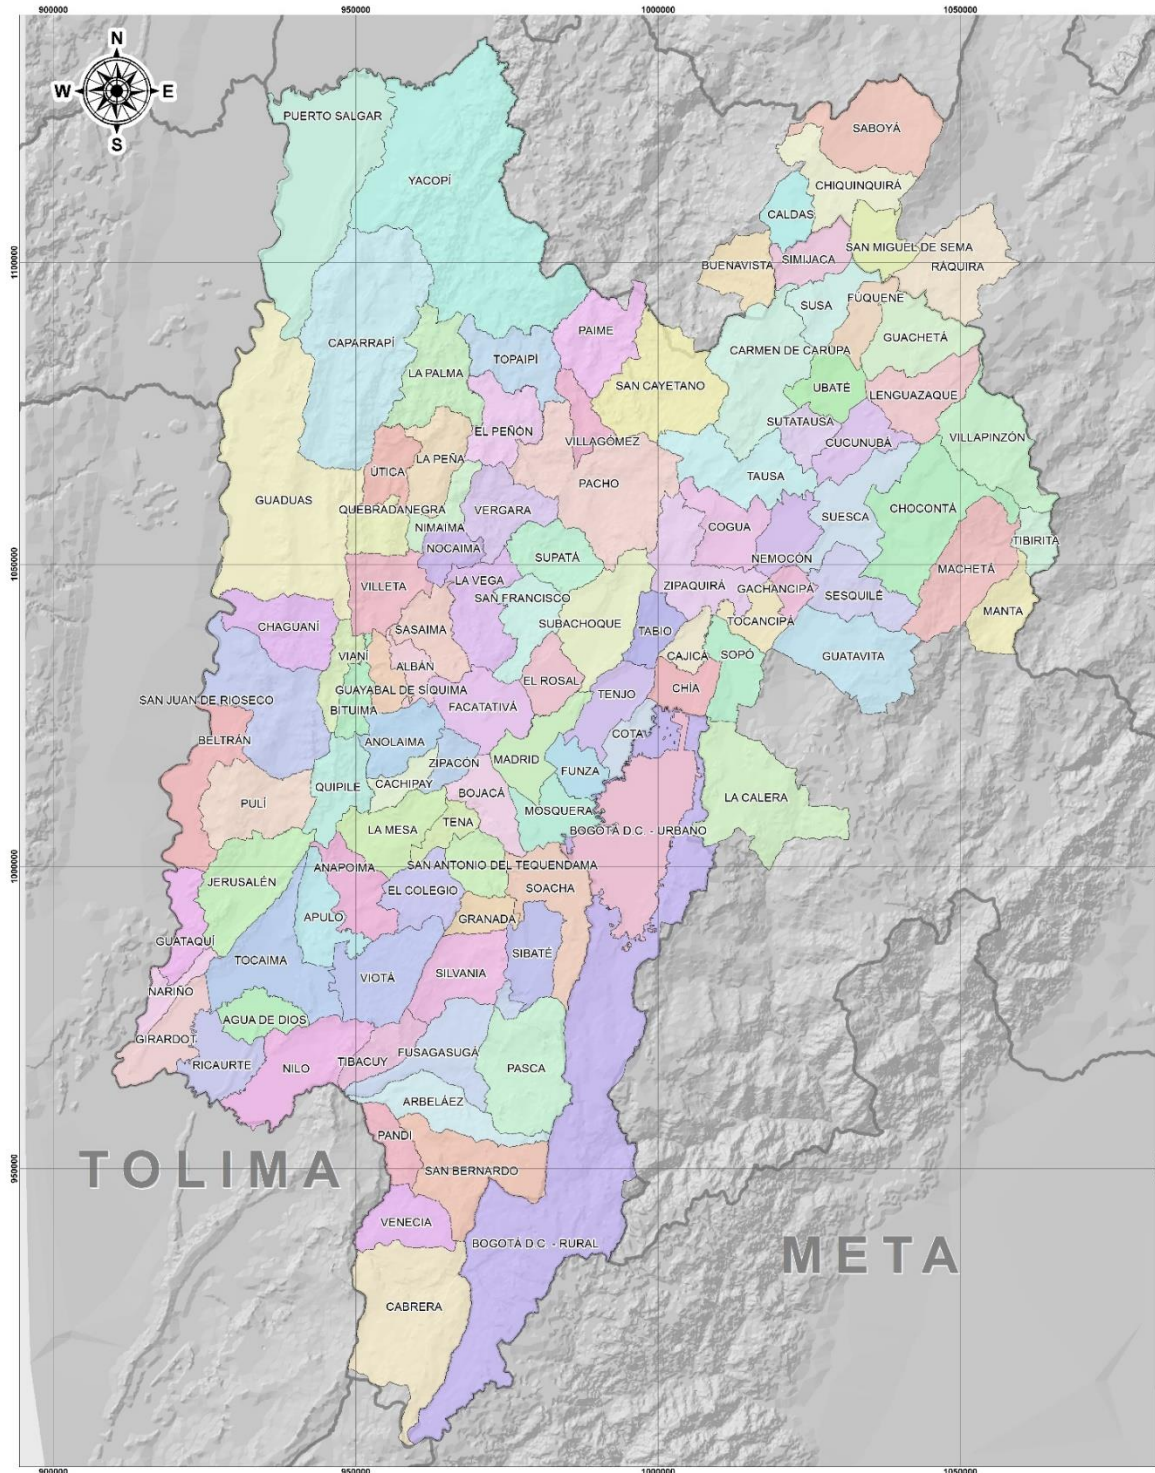 900000
950000
1000000
1050000
N
W
E
S
PUERTO SALGAR
SABOYÁ
YACOPÍ
CHIQUINQUIRÁ
CALDAS
SAN MIGUEL DE SEMA
1100000
BUENAVISTA
SIMIJACA
RÁQUIRA
SUSA
FÚQUENE
PAIME
GUACHETÁ
CAPARRAPÍ
TOPAIPÍ
CARMEN DE CARUPA
LA PALMA
SAN CAYETANO
UBATÉ
LENGUAZAQUE
SUTATAUSA
EL PEÑÓN
VILLAGÓMEZ
CUCUNUBÁ
VILLAPINZÓN
LA PEÑA
ÚTICA
TAUSA
PACHO
GUADUAS
QUEBRADANEGRA
VERGARA
CHOCONTÁ
SUESCA
NIMAIMA
COGUA
TIBIRITA
NOCAIMA
SUPATÁ
NEMOCÓN
1050000
MACHETÁ
LA VEGA
VILLETA
ZIPAQUIRÁ
GACHANCIPÁ
SESQUILÉ
SAN FRANCISCO
MANTA
TOCANCIPÁ
CHAGUANÍ
SASAIMA
SUBACHOQUE
TABIO
VIANÍ
CAJICÁ
SOPÓ
GUATAVITA
ALBÁN
EL ROSAL
CHÍA
GUAYABAL DE SÍQUIMA
TENJO
SAN JUAN DE RIOSECO
BITUIMA
FACATATIVÁ
COTA
BELTRÁN
ANOLAIMA
ZIPACÓN
MADRID
FUNZA
CACHIPAY
QUIPILE
BOJACÁ
LA CALERA
PULÍ
MOSQUERA
TENA
LA MESA
BOGOTÁ D.C. - URBANO
1000000
ANAPOIMA
SAN ANTONIO DEL TEQUENDAMA
JERUSALÉN
EL COLEGIO
SOACHA
APULO
GRANADA
GUATAQUÍ
SIBATÉ
TOCAIMA
VIOTÁ
SILVANIA
NARIÑO
AGUA DE DIOS
GIRARDOT
FUSAGASUGÁ
RICAURTE
NILO
TIBACUY
PASCA
ARBELÁEZ
PANDI
TOLIMA
950000
SAN BERNARDO
VENECIA
BOGOTÁ D.C. - RURAL
META
CABRERA
900000
950000
1000000
1050000